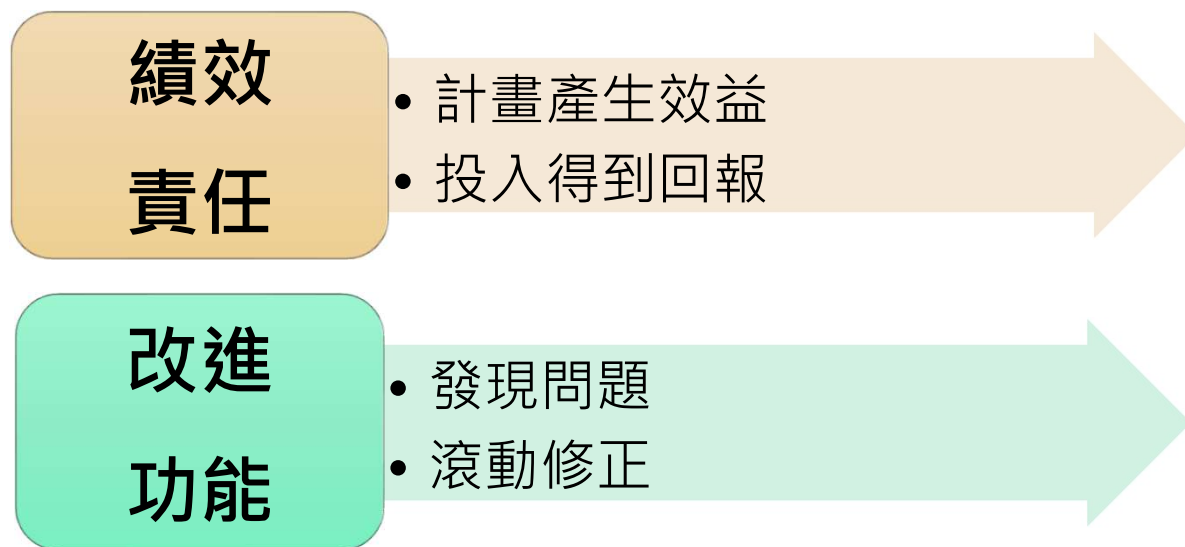 績效
責任
• 計畫產生效益
• 投入得到回報
改進
功能
• 發現問題
• 滾動修正